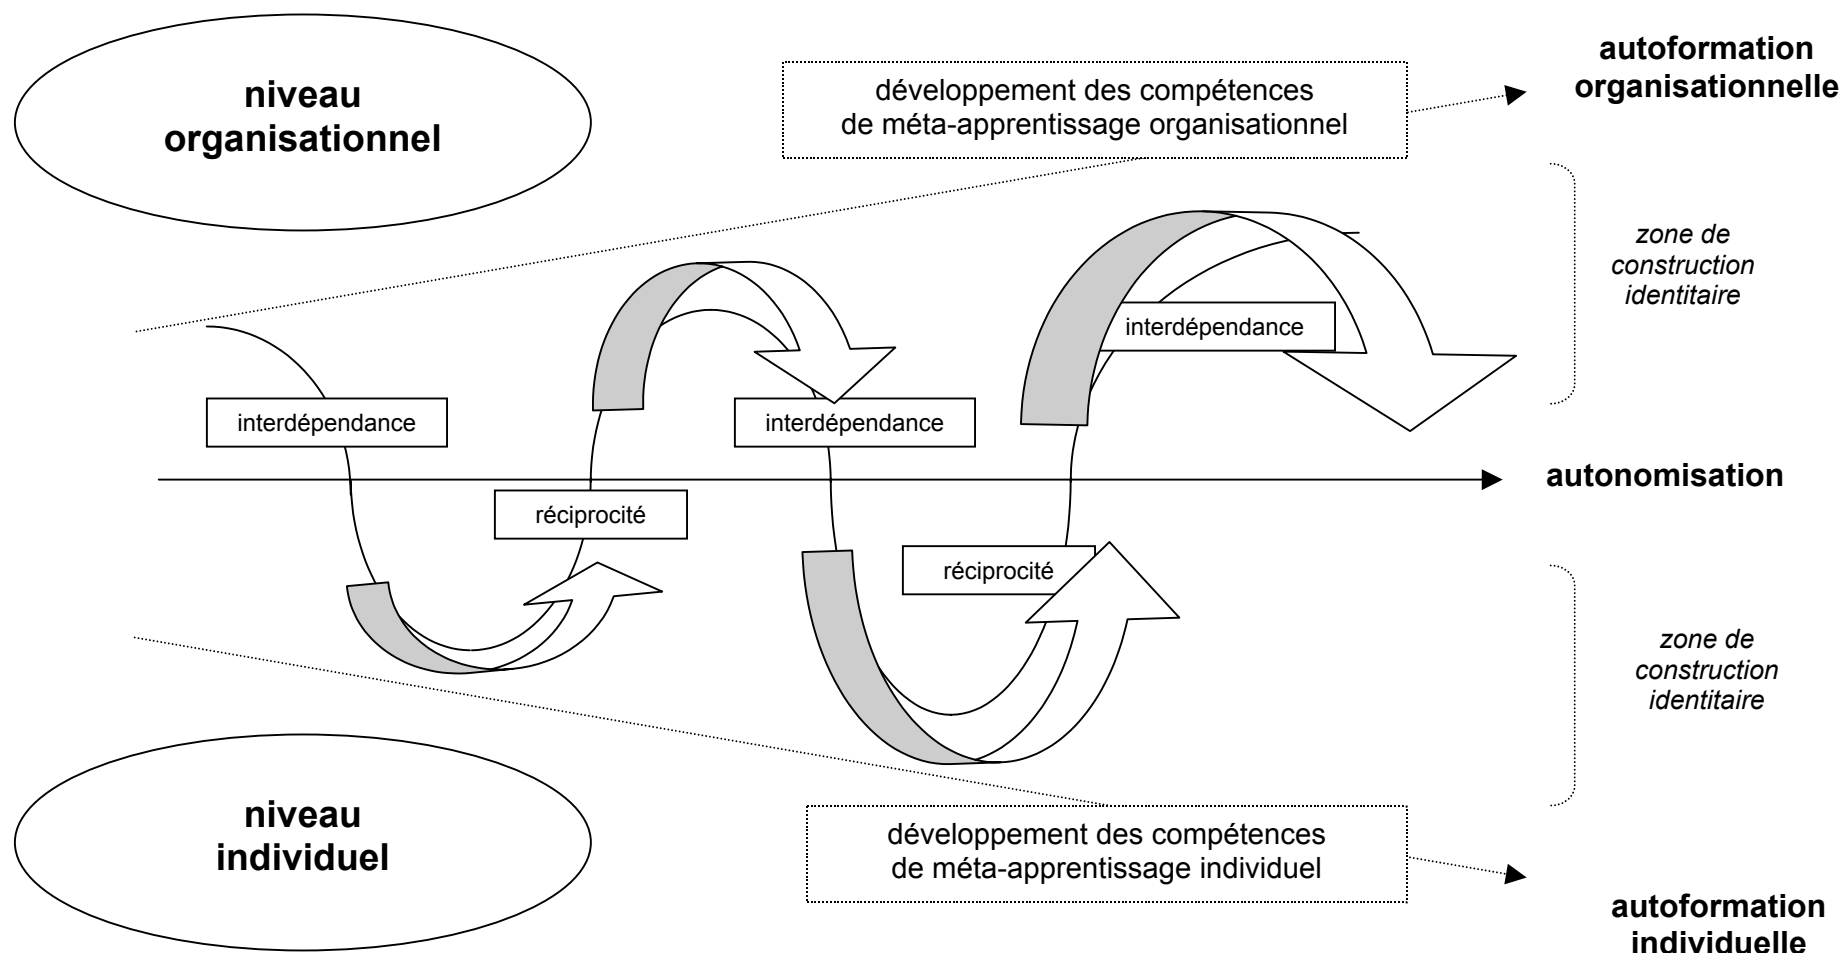 niveau
organisationnel
développement des compétences
de méta-apprentissage organisationnel
autoformation
organisationnelle
zone de
construction
identitaire
interdépendance
interdépendance
interdépendance
autonomisation
réciprocité
réciprocité
zone de
construction
identitaire
niveau
individuel
développement des compétences
de méta-apprentissage individuel
autoformation
individuelle